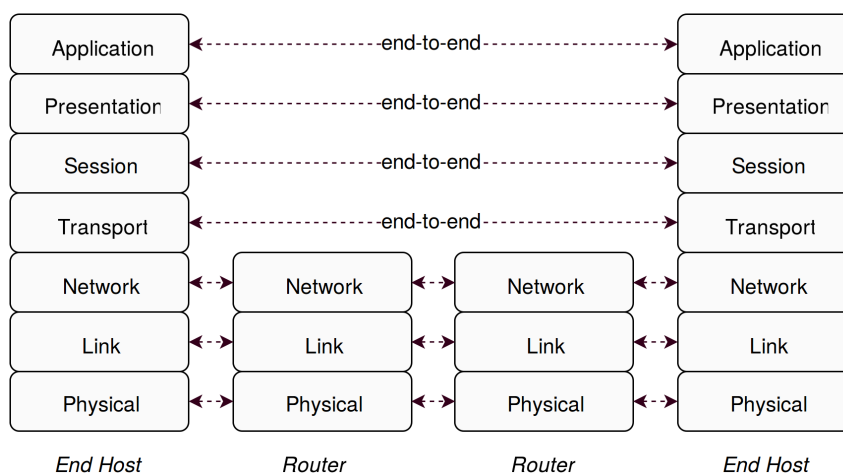 Application end-to-end Application
Presentation end-to-end Presentation
Session end-to-end Session
Transport end-to-end Transport
Network Network Network Network
Link Link Link Link
Physical Physical Physical Physical
End Host Router Router End Host